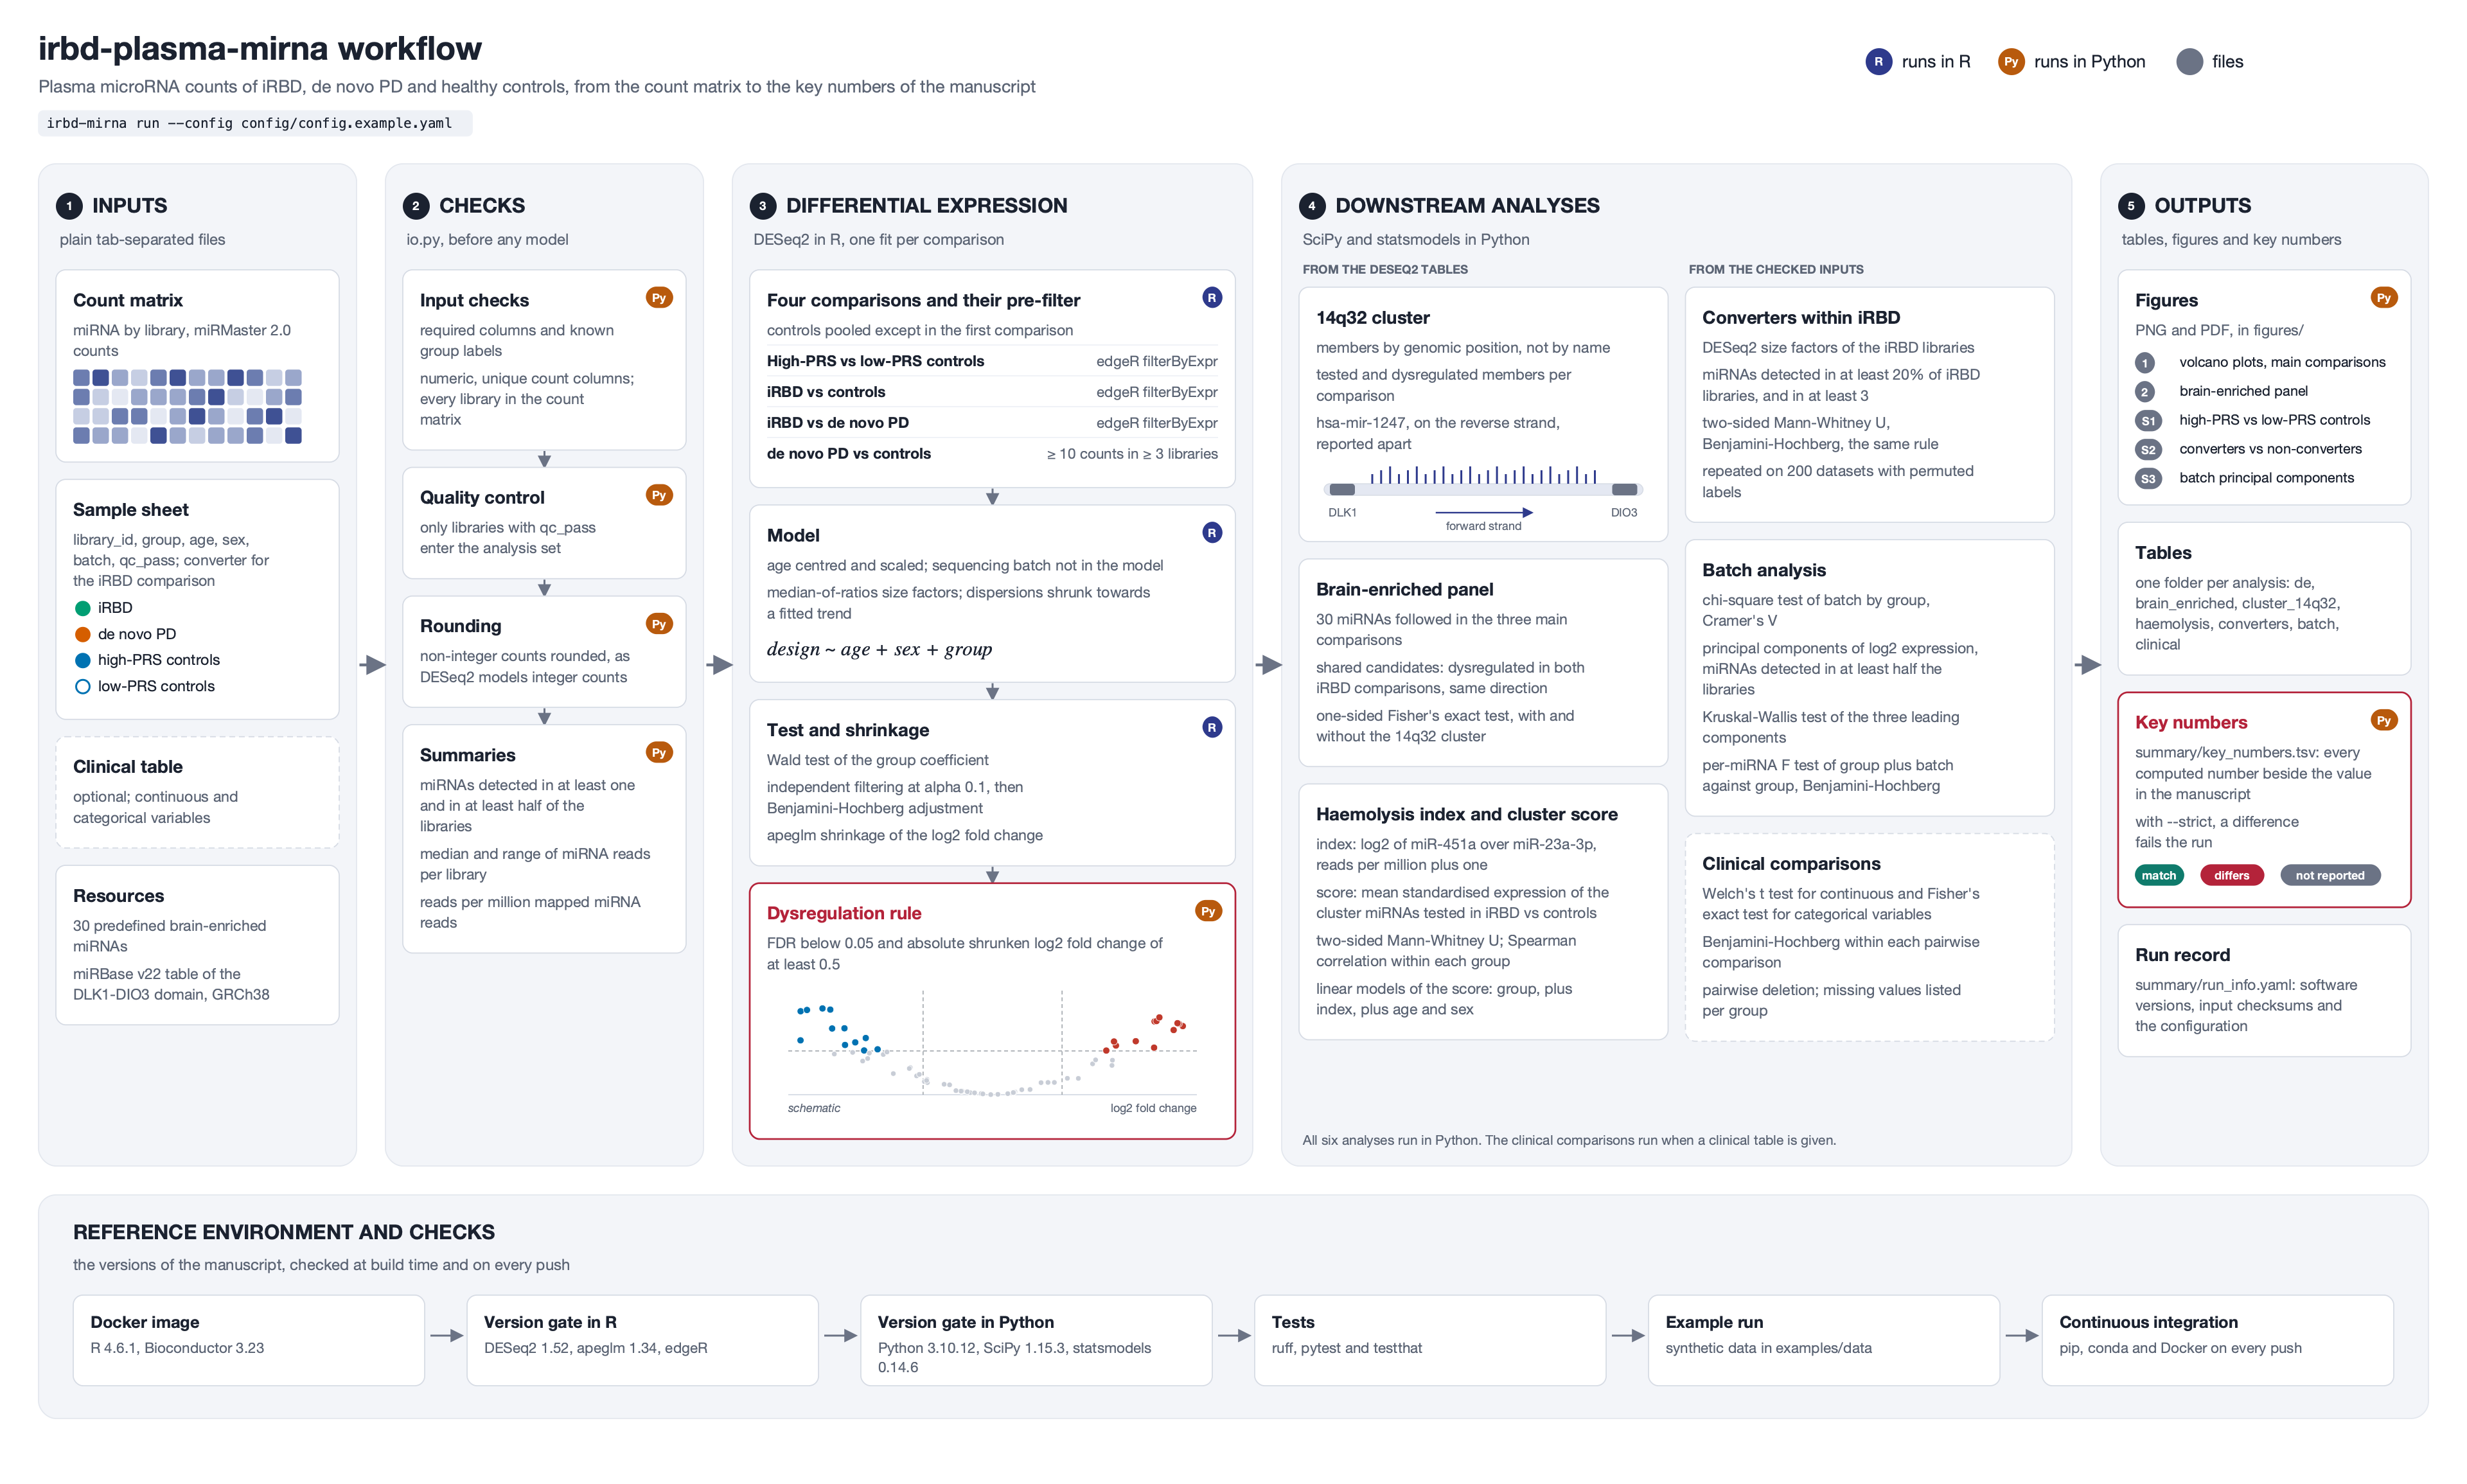 irbd-plasma-mirna workflow
Plasma microRNA counts of iRBD, de novo PD and healthy controls, from the count matrix to the key numbers of the manuscript
irbd-mirna run --config config/config.example.yaml
R runs in R
Py runs in Python
files
1 INPUTS
plain tab-separated files
Count matrix
miRNA by library, miRMaster 2.0
counts
Sample sheet
library_id, group, age, sex,
batch, qc_pass; converter for
the iRBD comparison
iRBD
de novo PD
high-PRS controls
low-PRS controls
Clinical table
optional; continuous and
categorical variables
Resources
30 predefined brain-enriched
miRNAs
miRBase v22 table of the
DLK1-DIO3 domain, GRCh38
2 CHECKS
io.py, before any model
Input checks Py
required columns and known
group labels
numeric, unique count columns;
every library in the count
matrix
Quality control Py
only libraries with qc_pass
enter the analysis set
Rounding Py
non-integer counts rounded, as
DESeq2 models integer counts
Summaries Py
miRNAs detected in at least one
and in at least half of the
libraries
median and range of miRNA reads
per library
reads per million mapped miRNA
reads
3 DIFFERENTIAL EXPRESSION
DESeq2 in R, one fit per comparison
Four comparisons and their pre-filter R
controls pooled except in the first comparison
High-PRS vs low-PRS controls edgeR filterByExpr
iRBD vs controls edgeR filterByExpr
iRBD vs de novo PD edgeR filterByExpr
de novo PD vs controls ≥ 10 counts in ≥ 3 libraries
Model R
age centred and scaled; sequencing batch not in the model
median-of-ratios size factors; dispersions shrunk towards
a fitted trend
design ~ age + sex + group
Test and shrinkage R
Wald test of the group coefficient
independent filtering at alpha 0.1, then
Benjamini-Hochberg adjustment
apeglm shrinkage of the log2 fold change
Dysregulation rule Py
FDR below 0.05 and absolute shrunken log2 fold change of
at least 0.5
schematic log2 fold change
4 DOWNSTREAM ANALYSES
SciPy and statsmodels in Python
FROM THE DESEQ2 TABLES
14q32 cluster
members by genomic position, not by name
tested and dysregulated members per
comparison
hsa-mir-1247, on the reverse strand,
reported apart
DLK1 forward strand DIO3
Brain-enriched panel
30 miRNAs followed in the three main
comparisons
shared candidates: dysregulated in both
iRBD comparisons, same direction
one-sided Fisher's exact test, with and
without the 14q32 cluster
Haemolysis index and cluster score
index: log2 of miR-451a over miR-23a-3p,
reads per million plus one
score: mean standardised expression of the
cluster miRNAs tested in iRBD vs controls
two-sided Mann-Whitney U; Spearman
correlation within each group
linear models of the score: group, plus
index, plus age and sex
FROM THE CHECKED INPUTS
Converters within iRBD
DESeq2 size factors of the iRBD libraries
miRNAs detected in at least 20% of iRBD
libraries, and in at least 3
two-sided Mann-Whitney U,
Benjamini-Hochberg, the same rule
repeated on 200 datasets with permuted
labels
Batch analysis
chi-square test of batch by group,
Cramer's V
principal components of log2 expression,
miRNAs detected in at least half the
libraries
Kruskal-Wallis test of the three leading
components
per-miRNA F test of group plus batch
against group, Benjamini-Hochberg
Clinical comparisons
Welch's t test for continuous and Fisher's
exact test for categorical variables
Benjamini-Hochberg within each pairwise
comparison
pairwise deletion; missing values listed
per group
All six analyses run in Python. The clinical comparisons run when a clinical table is given.
5 OUTPUTS
tables, figures and key numbers
Figures Py
PNG and PDF, in figures/
1 volcano plots, main comparisons
2 brain-enriched panel
S1 high-PRS vs low-PRS controls
S2 converters vs non-converters
S3 batch principal components
Tables
one folder per analysis: de,
brain_enriched, cluster_14q32,
haemolysis, converters, batch,
clinical
Key numbers Py
summary/key_numbers.tsv: every
computed number beside the value
in the manuscript
with --strict, a difference
fails the run
match differs not reported
Run record
summary/run_info.yaml: software
versions, input checksums and
the configuration
REFERENCE ENVIRONMENT AND CHECKS
the versions of the manuscript, checked at build time and on every push
Docker image
R 4.6.1, Bioconductor 3.23
Version gate in R
DESeq2 1.52, apeglm 1.34, edgeR
Version gate in Python
Python 3.10.12, SciPy 1.15.3, statsmodels
0.14.6
Tests
ruff, pytest and testthat
Example run
synthetic data in examples/data
Continuous integration
pip, conda and Docker on every push